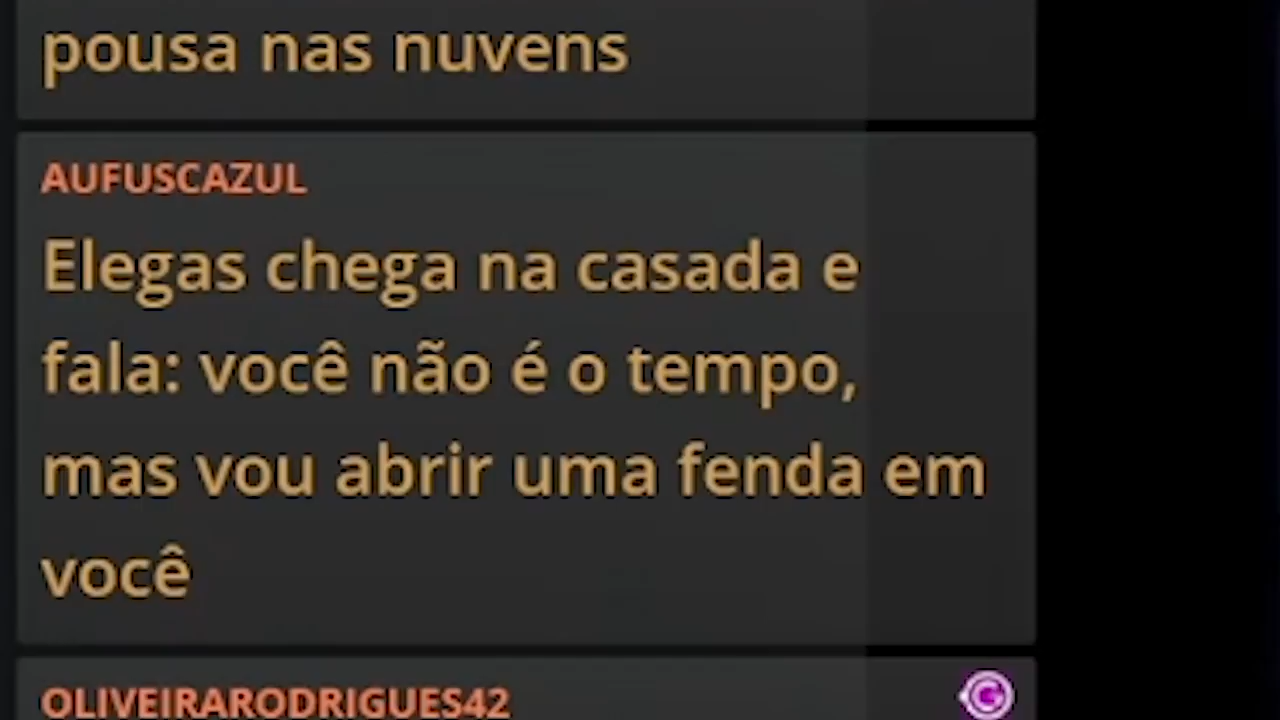 pousa nas nuvens
AUFUSCAZUL
Elegas chega na casada e
fala: você não é o tempo,
mas vou abrir uma fenda em
você
OLIVEIRARODRIGUES42